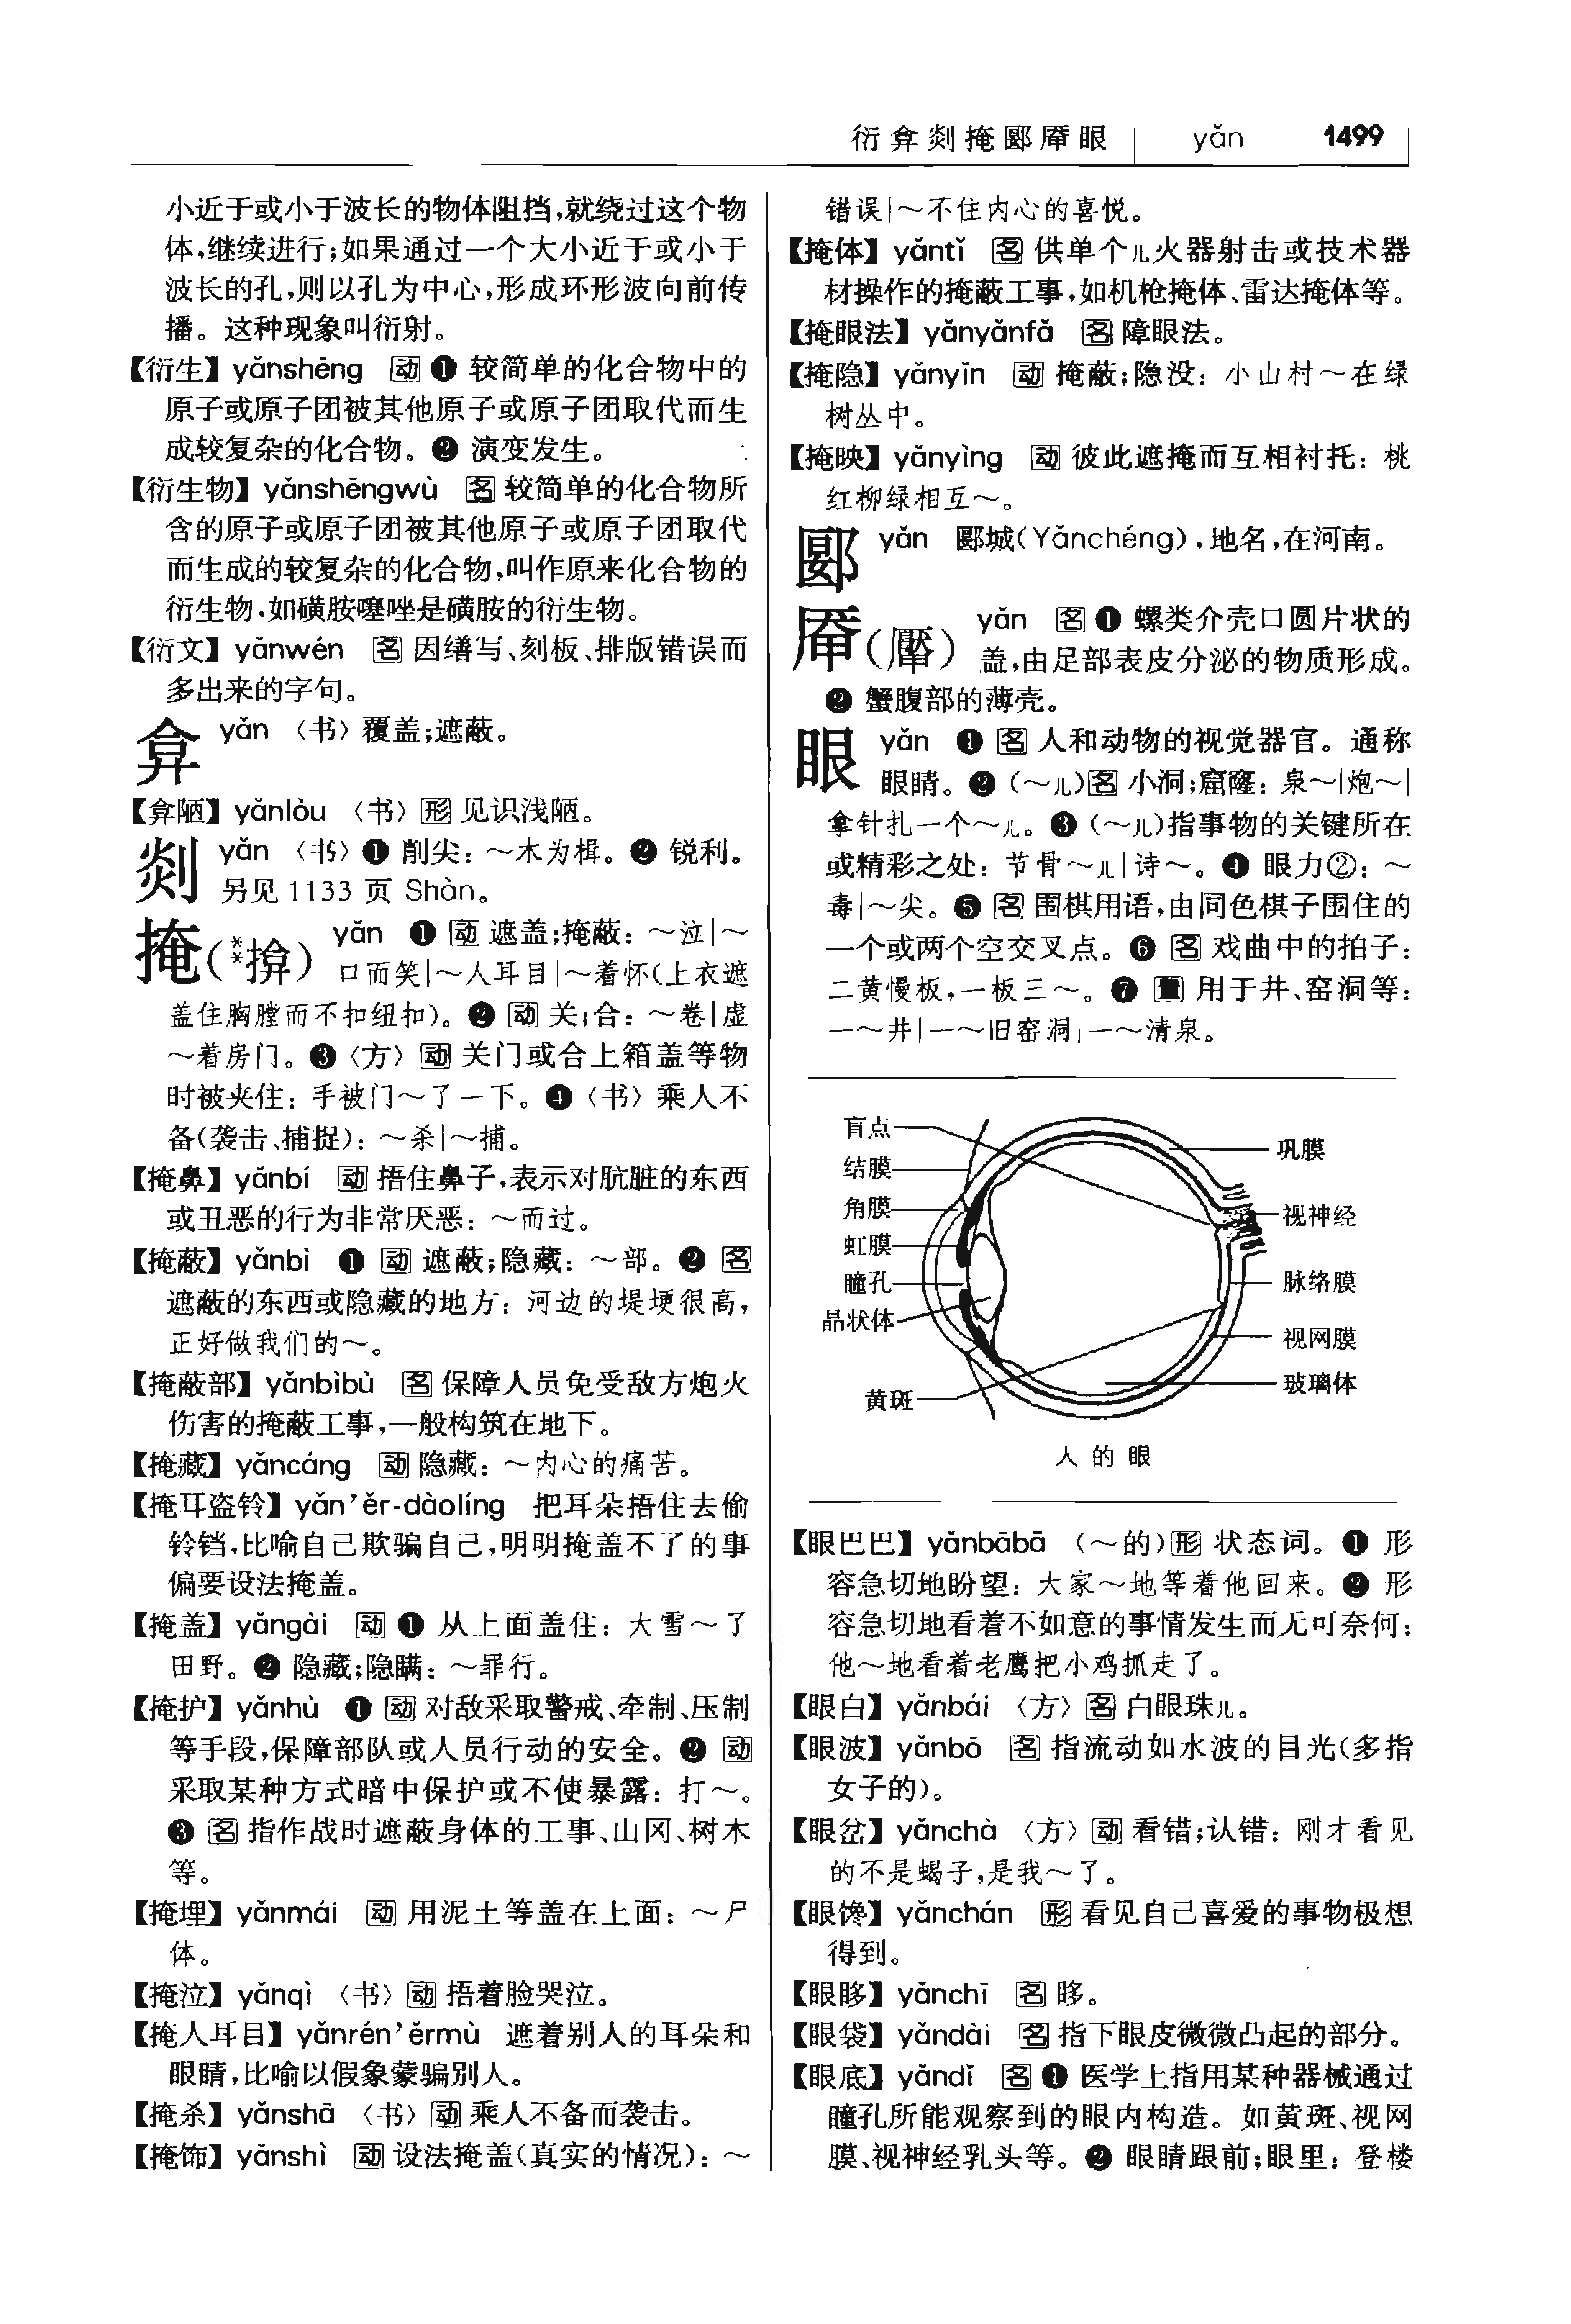 衍弇剡掩郾厣眼 yǎn 1499
小近于或小于波长的物体阻挡,就绕过这个物
体,继续进行;如果通过一个大小近于或小于
波长的孔,则以孔为中心,形成环形波向前传
播。这种现象叫衍射。
【衍生】yǎnshēng 动 ❶ 较简单的化合物中的
原子或原子团被其他原子或原子团取代而生
成较复杂的化合物。❷ 演变发生。
【衍生物】yǎnshēngwù 名 较简单的化合物所
含的原子或原子团被其他原子或原子团取代
而生成的较复杂的化合物,叫作原来化合物的
衍生物,如磺胺噻唑是磺胺的衍生物。
【衍文】yǎnwén 名 因缮写、刻板、排版错误而
多出来的字句。
弇 yǎn 〈书〉覆盖;遮蔽。
【弇陋】yǎnlòu 〈书〉形 见识浅陋。
剡 yǎn 〈书〉❶ 削尖:~木为楫。❷ 锐利。
另见 1133 页 Shàn。
掩(**揜) yǎn ❶ 动 遮盖;掩蔽:~泣|~
口而笑|~人耳目|~着怀(上衣遮
盖住胸膛而不扣纽扣)。❷ 动 关;合:~卷|虚
~着房门。❸〈方〉动 关门或合上箱盖等物
时被夹住:手被门~了一下。❹〈书〉乘人不
备(袭击、捕捉):~杀|~捕。
【掩鼻】yǎnbí 动 捂住鼻子,表示对肮脏的东西
或丑恶的行为非常厌恶:~而过。
【掩蔽】yǎnbì ❶ 动 遮蔽;隐藏:~部。❷ 名
遮蔽的东西或隐藏的地方:河边的堤埂很高,
正好做我们的~。
【掩蔽部】yǎnbìbù 名 保障人员免受敌方炮火
伤害的掩蔽工事,一般构筑在地下。
【掩藏】yǎncáng 动 隐藏:~内心的痛苦。
【掩耳盗铃】yǎn’ěr-dàolíng 把耳朵捂住去偷
铃铛,比喻自己欺骗自己,明明掩盖不了的事
偏要设法掩盖。
【掩盖】yǎngài 动 ❶ 从上面盖住:大雪~了
田野。❷ 隐藏;隐瞒:~罪行。
【掩护】yǎnhù ❶ 动 对敌采取警戒、牵制、压制
等手段,保障部队或人员行动的安全。❷ 动
采取某种方式暗中保护或不使暴露:打~。
❸ 名 指作战时遮蔽身体的工事、山冈、树木
等。
【掩埋】yǎnmái 动 用泥土等盖在上面:~尸
体。
【掩泣】yǎnqì 〈书〉动 捂着脸哭泣。
【掩人耳目】yǎnrén’ěrmù 遮着别人的耳朵和
眼睛,比喻以假象蒙骗别人。
【掩杀】yǎnshā 〈书〉动 乘人不备而袭击。
【掩饰】yǎnshì 动 设法掩盖(真实的情况):~
错误|~不住内心的喜悦。
【掩体】yǎntǐ 名 供单个儿火器射击或技术器
材操作的掩蔽工事,如机枪掩体、雷达掩体等。
【掩眼法】yǎnyǎnfǎ 名 障眼法。
【掩隐】yǎnyǐn 动 掩蔽;隐没:小山村~在绿
树丛中。
【掩映】yǎnyìng 动 彼此遮掩而互相衬托:桃
红柳绿相互~。
郾 yǎn 郾城(Yǎnchéng),地名,在河南。
厣(厴) yǎn 名 ❶ 螺类介壳口圆片状的
盖,由足部表皮分泌的物质形成。
❷ 蟹腹部的薄壳。
眼 yǎn ❶ 名 人和动物的视觉器官。通称
眼睛。❷(~儿)名 小洞;窟窿:泉~|炮~|
拿针扎一个~儿。❸(~儿)指事物的关键所在
或精彩之处:节骨~儿|诗~。❹ 眼力②:~
毒|~尖。❺ 名 围棋用语,由同色棋子围住的
一个或两个空交叉点。❻ 名 戏曲中的拍子:
二黄慢板,一板三~。❼ 量 用于井、窑洞等:
一~井|一~旧窑洞|一~清泉。
盲点
结膜
角膜
虹膜
瞳孔
晶状体
黄斑
巩膜
视神经
脉络膜
视网膜
玻璃体
人的眼
【眼巴巴】yǎnbābā (~的)形 状态词。❶ 形
容急切地盼望:大家~地等着他回来。❷ 形
容急切地看着不如意的事情发生而无可奈何:
他~地看着老鹰把小鸡抓走了。
【眼白】yǎnbái 〈方〉名 白眼珠儿。
【眼波】yǎnbō 名 指流动如水波的目光(多指
女子的)。
【眼岔】yǎnchà 〈方〉动 看错;认错:刚才看见
的不是蝎子,是我~了。
【眼馋】yǎnchán 形 看见自己喜爱的事物极想
得到。
【眼眵】yǎnchī 名 眵。
【眼袋】yǎndài 名 指下眼皮微微凸起的部分。
【眼底】yǎndǐ 名 ❶ 医学上指用某种器械通过
瞳孔所能观察到的眼内构造。如黄斑、视网
膜、视神经乳头等。❷ 眼睛跟前;眼里:登楼